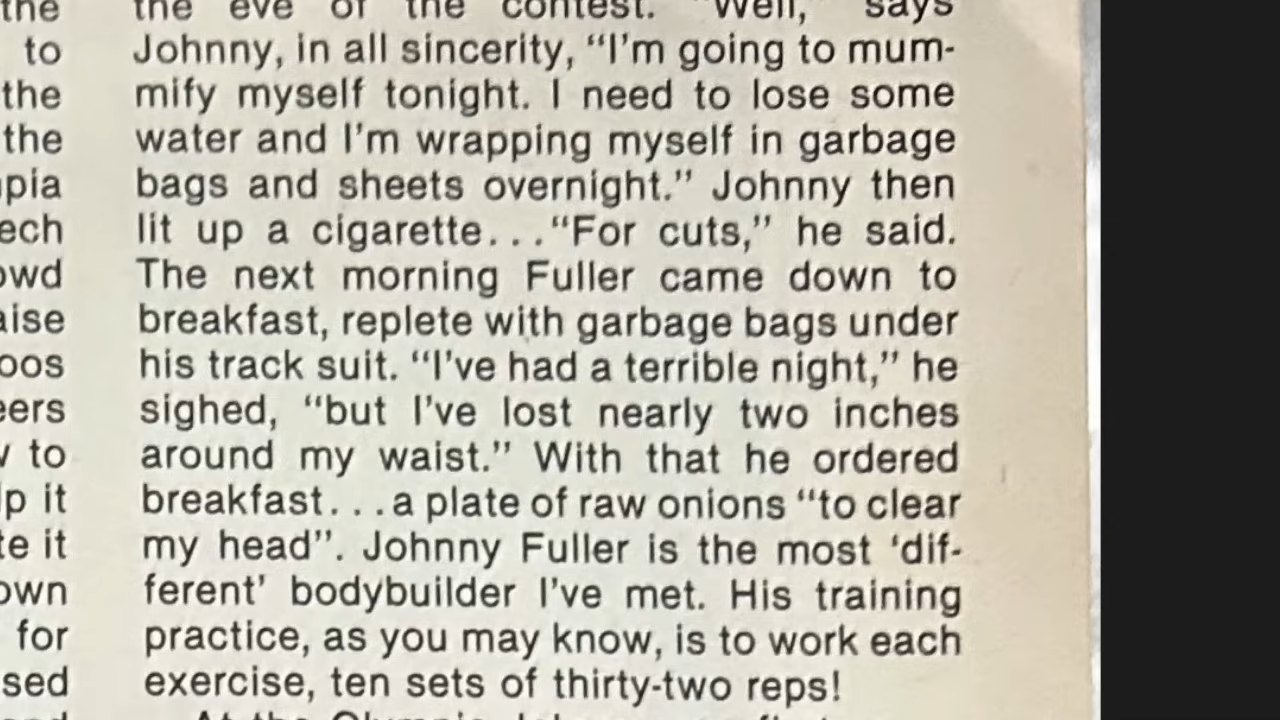 the
to
the
the
pia
ech
owd
aise
oos
eers
to
p it
te it
own
for
sed
the eve of the contest. “Well,” says
Johnny, in all sincerity, “I'm going to mum-
mify myself tonight. I need to lose some
water and I'm wrapping myself in garbage
bags and sheets overnight.” Johnny then
lit up a cigarette. . .“For cuts,” he said.
The next morning Fuller came down to
breakfast, replete with garbage bags under
his track suit. “I've had a terrible night,” he
sighed, “but I've lost nearly two inches
around my waist.” With that he ordered
breakfast. . .a plate of raw onions “to clear
my head”. Johnny Fuller is the most ‘dif-
ferent’ bodybuilder I've met. His training
practice, as you may know, is to work each
exercise, ten sets of thirty-two reps!
At the Olympia